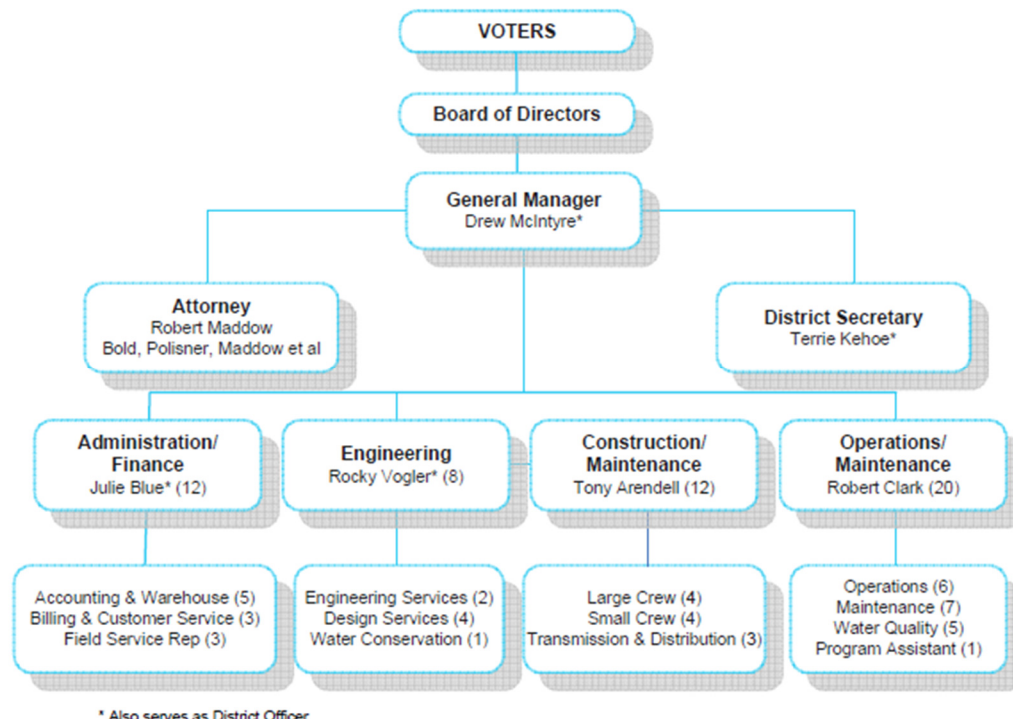 VOTERS
Board of Directors
General Manager
Drew McIntyre*
Attorney
Robert Maddow
Bold, Polisner, Maddow et al
District Secretary
Terrie Kehoe*
Administration/
Finance
Julie Blue* (12)
Engineering
Rocky Vogler* (8)
Construction/
Maintenance
Tony Arendell (12)
Operations/
Maintenance
Robert Clark (20)
Accounting & Warehouse (5)
Billing & Customer Service (3)
Field Service Rep (3)
Engineering Services (2)
Design Services (4)
Water Conservation (1)
Large Crew (4)
Small Crew (4)
Transmission & Distribution (3)
Operations (6)
Maintenance (7)
Water Quality (5)
Program Assistant (1)
* Also serves as District Officer